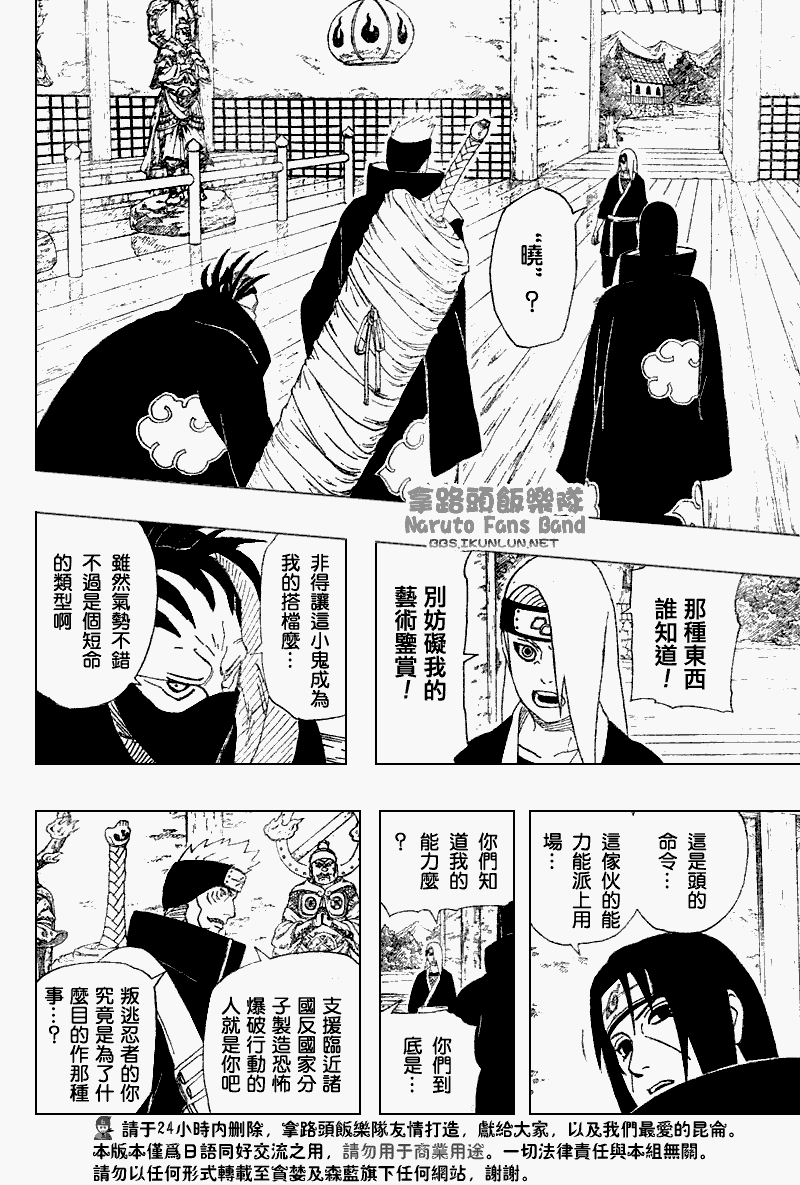 “曉”？
拿路頭飯樂隊
Naruto Fans Band
BBS.IKUNLUN.NET
那種東西
誰知道！
別妨礙我的
藝術鑒賞！
非得讓這小鬼成為
我的搭檔麼…
雖然氣勢不錯
不過是個短命
的類型啊
這是頭的
命令…
這傢伙的能
力能派上用
場…
你們知
道我的
能力麼
？
你們到
底是…
支援臨近諸
國反國家分
子製造恐怖
爆破行動的
人就是你吧
叛逃忍者的你
究竟是為了什
麼目的作那種
事…？
請于24小時内刪除，拿路頭飯樂隊友情打造，獻給大家，以及我們最愛的昆侖。
本版本僅爲日語同好交流之用，請勿用于商業用途。一切法律責任與本組無關。
請勿以任何形式轉載至貪婪及森藍旗下任何網站，謝謝。